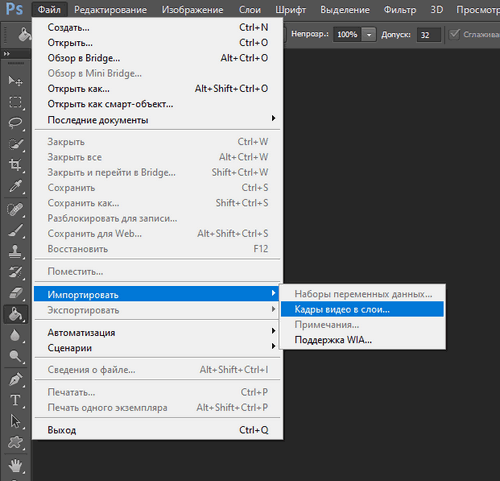 Ps Файл Редактирование Изображение Слои Шрифт Выделение Фильтр 3D Просмотр
Непрозр.: 100% Допуск: 32 Сглажива
Создать... Ctrl+N
Открыть... Ctrl+O
Обзор в Bridge... Alt+Ctrl+O
Обзор в Mini Bridge...
Открыть как... Alt+Shift+Ctrl+O
Открыть как смарт-объект...
Последние документы
Закрыть Ctrl+W
Закрыть все Alt+Ctrl+W
Закрыть и перейти в Bridge... Shift+Ctrl+W
Сохранить Ctrl+S
Сохранить как... Shift+Ctrl+S
Разблокировать для записи...
Сохранить для Web... Alt+Shift+Ctrl+S
Восстановить F12
Поместить...
Импортировать
Экспортировать
Автоматизация
Сценарии
Сведения о файле... Alt+Shift+Ctrl+I
Печатать... Ctrl+P
Печать одного экземпляра Alt+Shift+Ctrl+P
Выход Ctrl+Q
Наборы переменных данных...
Кадры видео в слои...
Примечания...
Поддержка WIA...